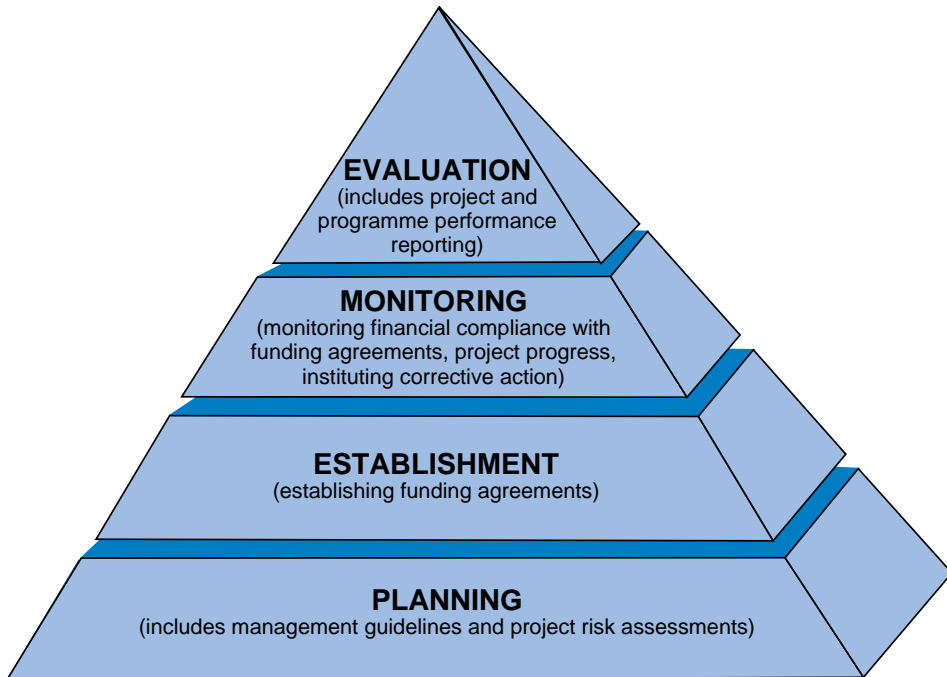 EVALUATION
(includes project and
programme performance
reporting)
MONITORING
(monitoring financial compliance with
funding agreements, project progress,
instituting corrective action)
ESTABLISHMENT
(establishing funding agreements)
PLANNING
(includes management guidelines and project risk assessments)